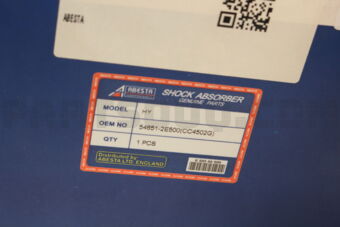 ABESTA
ABESTA SHOCK ABSORBER
GENUINE PARTS
MODEL HY
OEM NO. 54651-2E500(CC4502G)
QTY 1 PCS
Distributed by:
ABESTA LTD. ENGLAND